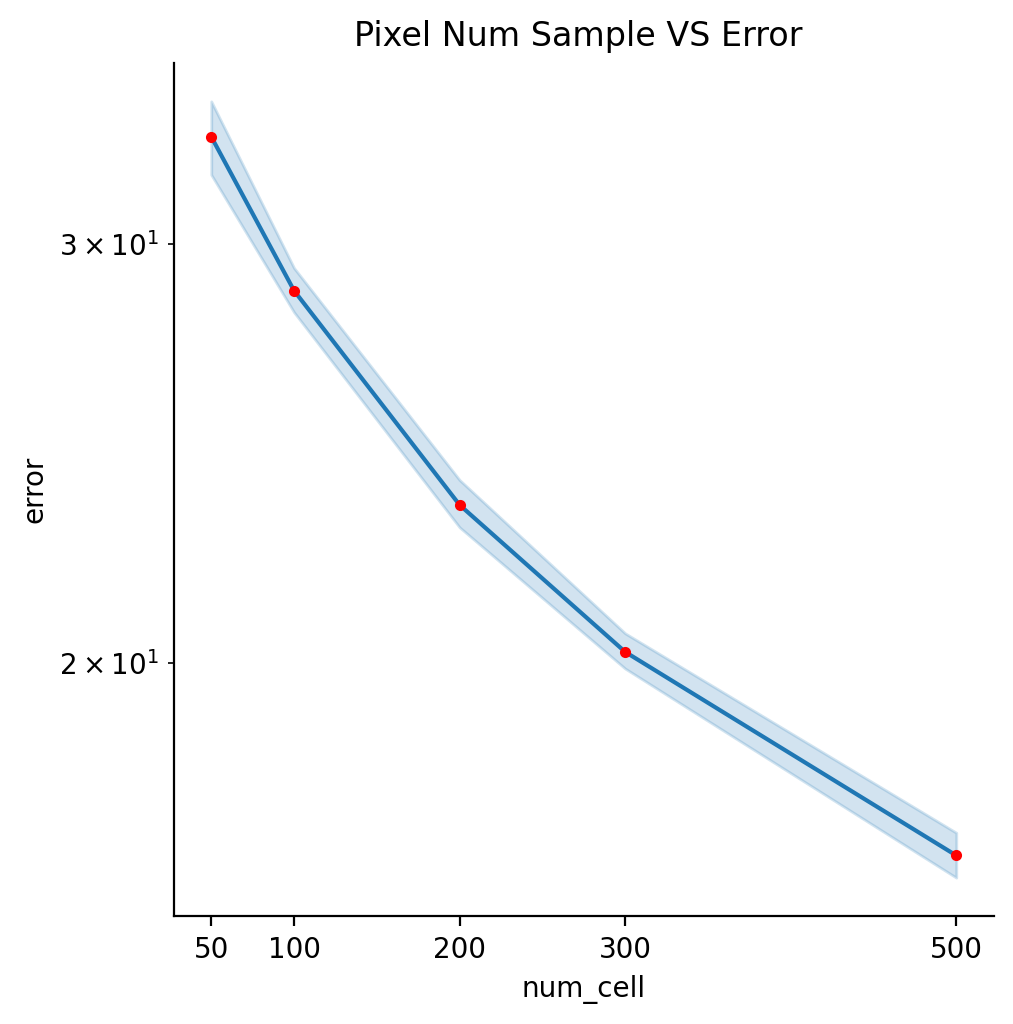 Pixel Num Sample VS Error
3 × 10¹
error
2 × 10¹
50 100 200 300 500
num_cell